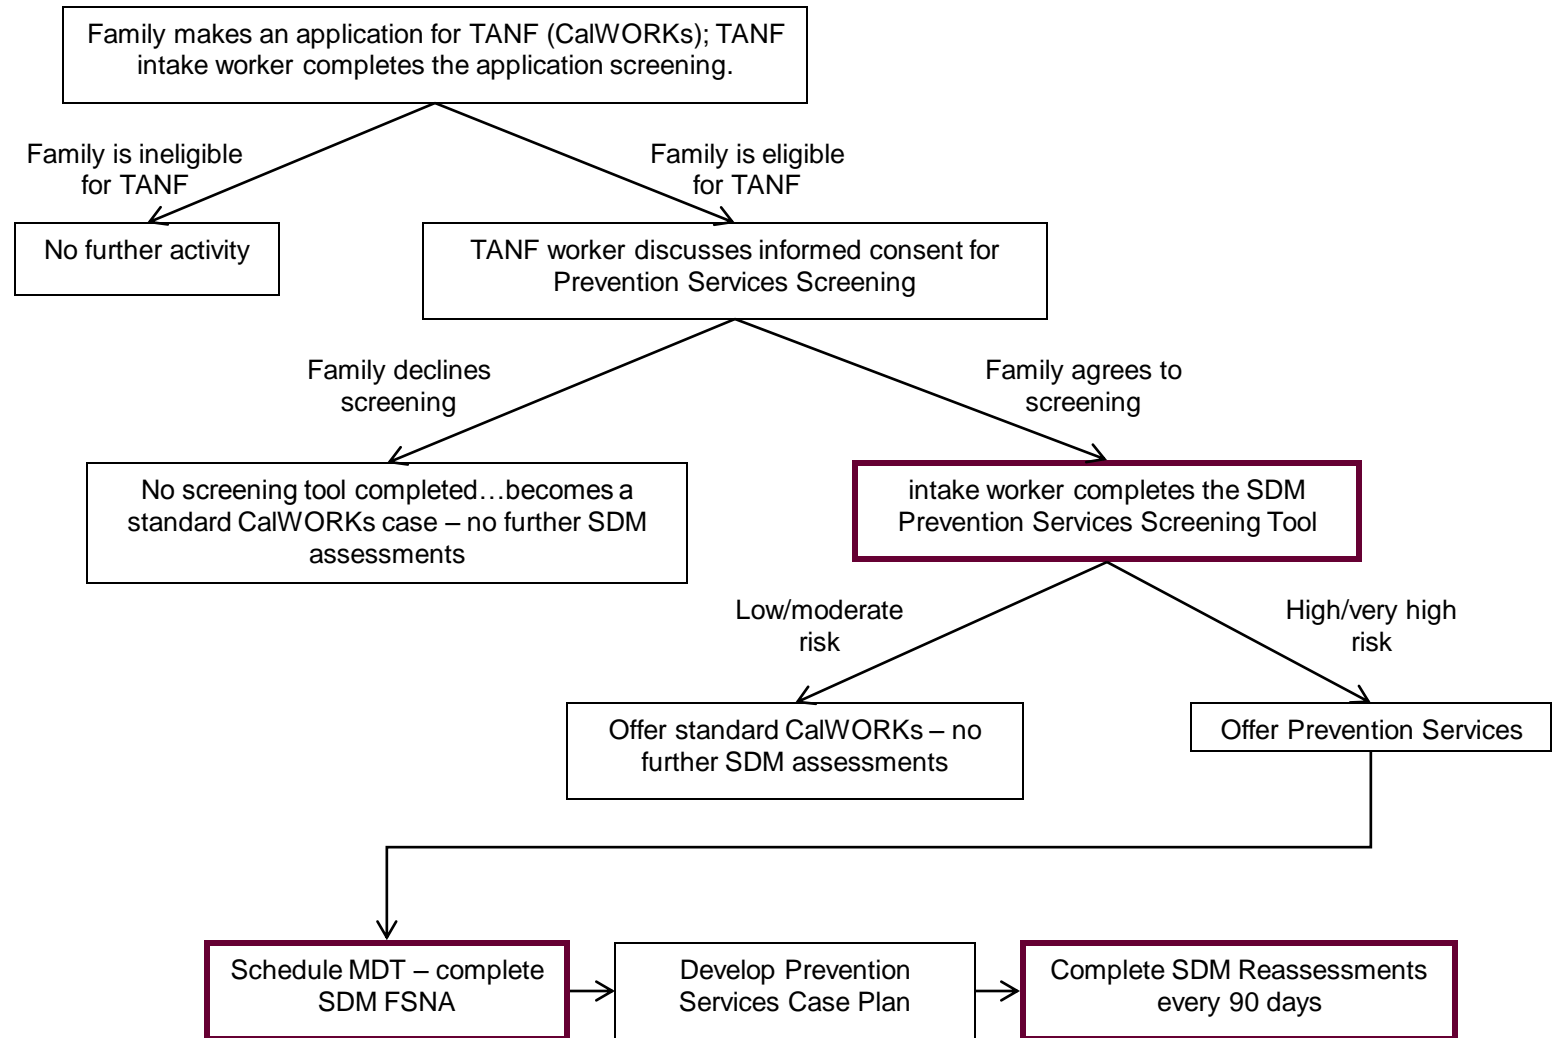 Family makes an application for TANF (CalWORKs); TANF
intake worker completes the application screening.
Family is ineligible
for TANF
Family is eligible
for TANF
No further activity
TANF worker discusses informed consent for
Prevention Services Screening
Family declines
screening
Family agrees to
screening
No screening tool completed…becomes a
standard CalWORKs case – no further SDM
assessments
intake worker completes the SDM
Prevention Services Screening Tool
Low/moderate
risk
High/very high
risk
Offer standard CalWORKs – no
further SDM assessments
Offer Prevention Services
Schedule MDT – complete
SDM FSNA
Develop Prevention
Services Case Plan
Complete SDM Reassessments
every 90 days